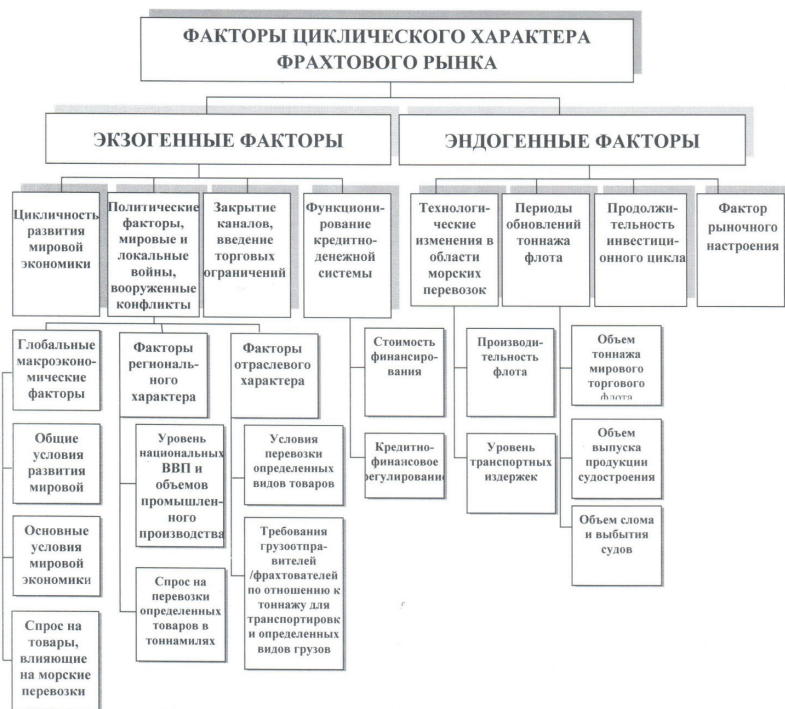 ФАКТОРЫ ЦИКЛИЧЕСКОГО ХАРАКТЕРА
ФРАХТОВОГО РЫНКА
ЭКЗОГЕННЫЕ ФАКТОРЫ
ЭНДОГЕННЫЕ ФАКТОРЫ
Цикличность
развития
мировой
экономики
Политические
факторы,
мировые и
локальные
войны,
вооруженные
конфликты
Закрытие
каналов,
введение
торговых
ограничений
Функциони-
рование
кредитно-
денежной
системы
Технологи-
ческие
изменения в
области
морских
перевозок
Периоды
обновлений
тоннажа
флота
Продолжи-
тельность
инвестици-
онного цикла
Фактор
рыночного
настроения
Глобальные
макроэконо-
мические
факторы
Факторы
региональ-
ного
характера
Факторы
отраслевого
характера
Стоимость
финансиро-
вания
Производи-
тельность
флота
Объем
тоннажа
мирового
торгового
флота
Общие
условия
развития
мировой
Уровень
национальных
ВВП и
объемов
промышлен-
ного
производства
Условия
перевозки
определенных
видов товаров
Кредитно-
финансовое
регулирование
Уровень
транспортных
издержек
Объем
выпуска
продукции
судостроения
Основные
условия
мировой
экономики
Требования
грузоотпра-
вителей
/фрахтователей
по отношению к
тоннажу для
транспортировк
и определенных
видов грузов
Объем слома
и выбытия
судов
Спрос на
перевозки
определенных
товаров в
тоннамилях
Спрос на
товары,
влияющие
на морские
перевозки